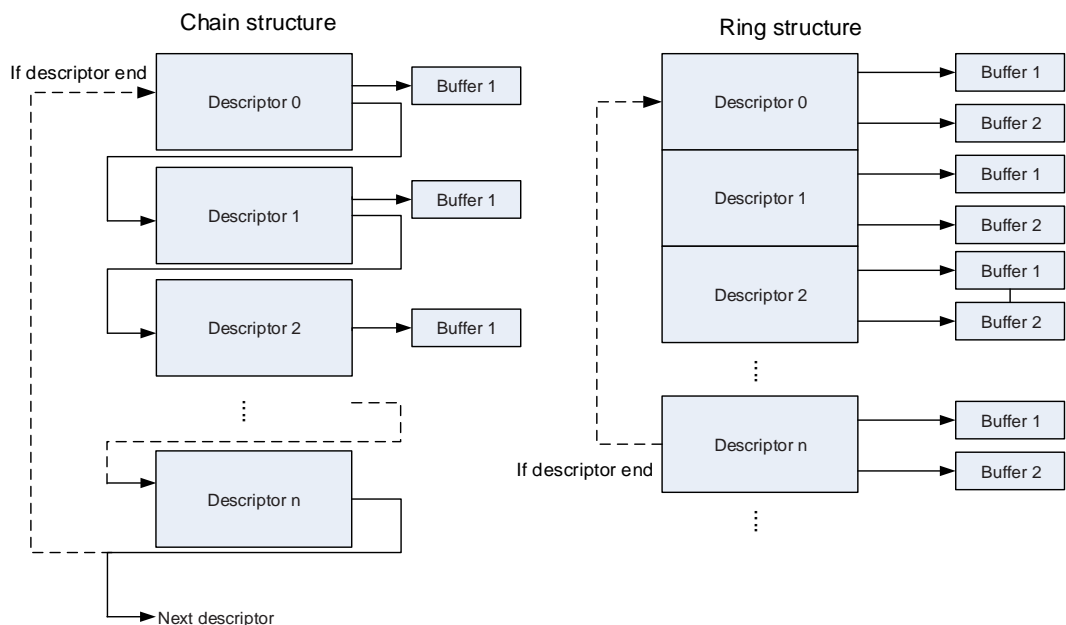 Chain structure
If descriptor end
Descriptor 0
Buffer 1
Descriptor 1
Buffer 1
Descriptor 2
Buffer 1
Descriptor n
Next descriptor
Ring structure
Descriptor 0
Buffer 1
Buffer 2
Descriptor 1
Buffer 1
Buffer 2
Descriptor 2
Buffer 1
Buffer 2
Descriptor n
Buffer 1
Buffer 2
If descriptor end